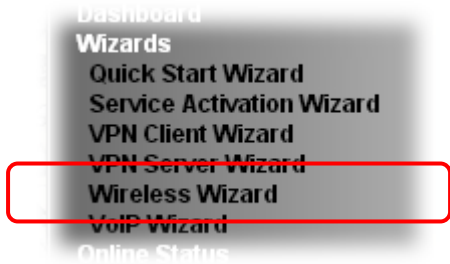 Dashboard
Wizards
Quick Start Wizard
Service Activation Wizard
VPN Client Wizard
VPN Server Wizard
Wireless Wizard
VoIP Wizard
Online Status